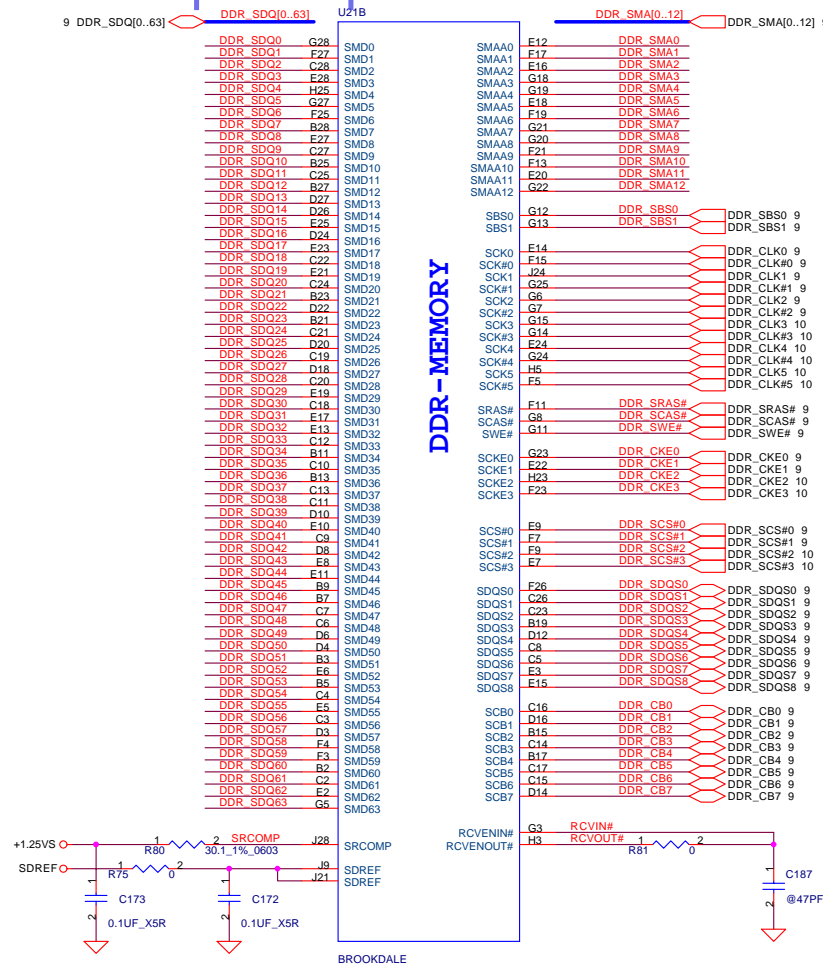 U21B
9 DDR_SDQ[0..63] DDR_SDQ[0..63] DDR_SMA[0..12] DDR_SMA[0..12] 9
DDR_SDQ0 G28 SMD0
DDR_SDQ1 F27 SMD1
DDR_SDQ2 C28 SMD2
DDR_SDQ3 E28 SMD3
DDR_SDQ4 H25 SMD4
DDR_SDQ5 G27 SMD5
DDR_SDQ6 F25 SMD6
DDR_SDQ7 B28 SMD7
DDR_SDQ8 E27 SMD8
DDR_SDQ9 C27 SMD9
DDR_SDQ10 B25 SMD10
DDR_SDQ11 C25 SMD11
DDR_SDQ12 B27 SMD12
DDR_SDQ13 D27 SMD13
DDR_SDQ14 D26 SMD14
DDR_SDQ15 E25 SMD15
DDR_SDQ16 D24 SMD16
DDR_SDQ17 E23 SMD17
DDR_SDQ18 C22 SMD18
DDR_SDQ19 E21 SMD19
DDR_SDQ20 C24 SMD20
DDR_SDQ21 B23 SMD21
DDR_SDQ22 D22 SMD22
DDR_SDQ23 B21 SMD23
DDR_SDQ24 C21 SMD24
DDR_SDQ25 D20 SMD25
DDR_SDQ26 C19 SMD26
DDR_SDQ27 D18 SMD27
DDR_SDQ28 C20 SMD28
DDR_SDQ29 E19 SMD29
DDR_SDQ30 C18 SMD30
DDR_SDQ31 E17 SMD31
DDR_SDQ32 E13 SMD32
DDR_SDQ33 C12 SMD33
DDR_SDQ34 B11 SMD34
DDR_SDQ35 C10 SMD35
DDR_SDQ36 B13 SMD36
DDR_SDQ37 C13 SMD37
DDR_SDQ38 C11 SMD38
DDR_SDQ39 D10 SMD39
DDR_SDQ40 E10 SMD40
DDR_SDQ41 C9 SMD41
DDR_SDQ42 D8 SMD42
DDR_SDQ43 E8 SMD43
DDR_SDQ44 E11 SMD44
DDR_SDQ45 B9 SMD45
DDR_SDQ46 B7 SMD46
DDR_SDQ47 C7 SMD47
DDR_SDQ48 C6 SMD48
DDR_SDQ49 D6 SMD49
DDR_SDQ50 D4 SMD50
DDR_SDQ51 B3 SMD51
DDR_SDQ52 E6 SMD52
DDR_SDQ53 B5 SMD53
DDR_SDQ54 C4 SMD54
DDR_SDQ55 E5 SMD55
DDR_SDQ56 C3 SMD56
DDR_SDQ57 D3 SMD57
DDR_SDQ58 F4 SMD58
DDR_SDQ59 F3 SMD59
DDR_SDQ60 B2 SMD60
DDR_SDQ61 C2 SMD61
DDR_SDQ62 E2 SMD62
DDR_SDQ63 G5 SMD63
+1.25VS 1 2 SRCOMP J28 SRCOMP
R80 30.1_1%_0603
SDREF 1 2 J9 SDREF
R75 0 J21 SDREF
1 C173 2 0.1UF_X5R
1 C172 2 0.1UF_X5R
DDR-MEMORY
SMAA0 E12 DDR_SMA0
SMAA1 F17 DDR_SMA1
SMAA2 E16 DDR_SMA2
SMAA3 G18 DDR_SMA3
SMAA4 G19 DDR_SMA4
SMAA5 E18 DDR_SMA5
SMAA6 F19 DDR_SMA6
SMAA7 G21 DDR_SMA7
SMAA8 G20 DDR_SMA8
SMAA9 F21 DDR_SMA9
SMAA10 F13 DDR_SMA10
SMAA11 E20 DDR_SMA11
SMAA12 G22 DDR_SMA12
SBS0 G12 DDR_SBS0 DDR_SBS0 9
SBS1 G13 DDR_SBS1 DDR_SBS1 9
SCK0 E14 DDR_CLK0 9
SCK#0 F15 DDR_CLK#0 9
SCK1 J24 DDR_CLK1 9
SCK#1 G25 DDR_CLK#1 9
SCK2 G6 DDR_CLK2 9
SCK#2 G7 DDR_CLK#2 9
SCK3 G15 DDR_CLK3 10
SCK#3 G14 DDR_CLK#3 10
SCK4 E24 DDR_CLK4 10
SCK#4 G24 DDR_CLK#4 10
SCK5 H5 DDR_CLK5 10
SCK#5 F5 DDR_CLK#5 10
SRAS# F11 DDR_SRAS# DDR_SRAS# 9
SCAS# G8 DDR_SCAS# DDR_SCAS# 9
SWE# G11 DDR_SWE# DDR_SWE# 9
SCKE0 G23 DDR_CKE0 DDR_CKE0 9
SCKE1 E22 DDR_CKE1 DDR_CKE1 9
SCKE2 H23 DDR_CKE2 DDR_CKE2 10
SCKE3 F23 DDR_CKE3 DDR_CKE3 10
SCS#0 E9 DDR_SCS#0 DDR_SCS#0 9
SCS#1 F7 DDR_SCS#1 DDR_SCS#1 9
SCS#2 F9 DDR_SCS#2 DDR_SCS#2 10
SCS#3 E7 DDR_SCS#3 DDR_SCS#3 10
SDQS0 F26 DDR_SDQS0 DDR_SDQS0 9
SDQS1 C26 DDR_SDQS1 DDR_SDQS1 9
SDQS2 C23 DDR_SDQS2 DDR_SDQS2 9
SDQS3 B19 DDR_SDQS3 DDR_SDQS3 9
SDQS4 D12 DDR_SDQS4 DDR_SDQS4 9
SDQS5 C8 DDR_SDQS5 DDR_SDQS5 9
SDQS6 C5 DDR_SDQS6 DDR_SDQS6 9
SDQS7 E3 DDR_SDQS7 DDR_SDQS7 9
SDQS8 E15 DDR_SDQS8 DDR_SDQS8 9
SCB0 C16 DDR_CB0 DDR_CB0 9
SCB1 D16 DDR_CB1 DDR_CB1 9
SCB2 B15 DDR_CB2 DDR_CB2 9
SCB3 C14 DDR_CB3 DDR_CB3 9
SCB4 B17 DDR_CB4 DDR_CB4 9
SCB5 C17 DDR_CB5 DDR_CB5 9
SCB6 C15 DDR_CB6 DDR_CB6 9
SCB7 D14 DDR_CB7 DDR_CB7 9
RCVENIN# G3 RCVIN#
RCVENOUT# H3 RCVOUT# 1 2
R81 0
1 C187 2 @47PF
BROOKDALE